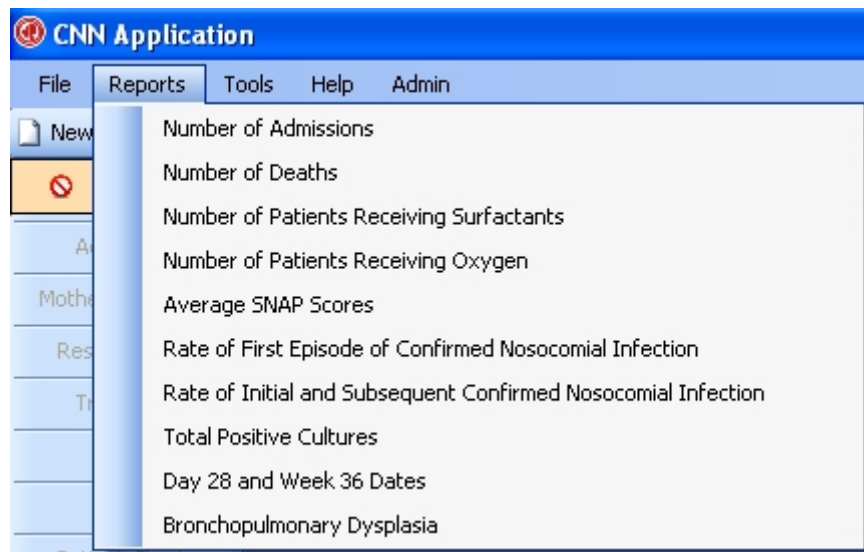 CNN Application
File Reports Tools Help Admin
New
Number of Admissions
Number of Deaths
Number of Patients Receiving Surfactants
Number of Patients Receiving Oxygen
Average SNAP Scores
Rate of First Episode of Confirmed Nosocomial Infection
Rate of Initial and Subsequent Confirmed Nosocomial Infection
Total Positive Cultures
Day 28 and Week 36 Dates
Bronchopulmonary Dysplasia